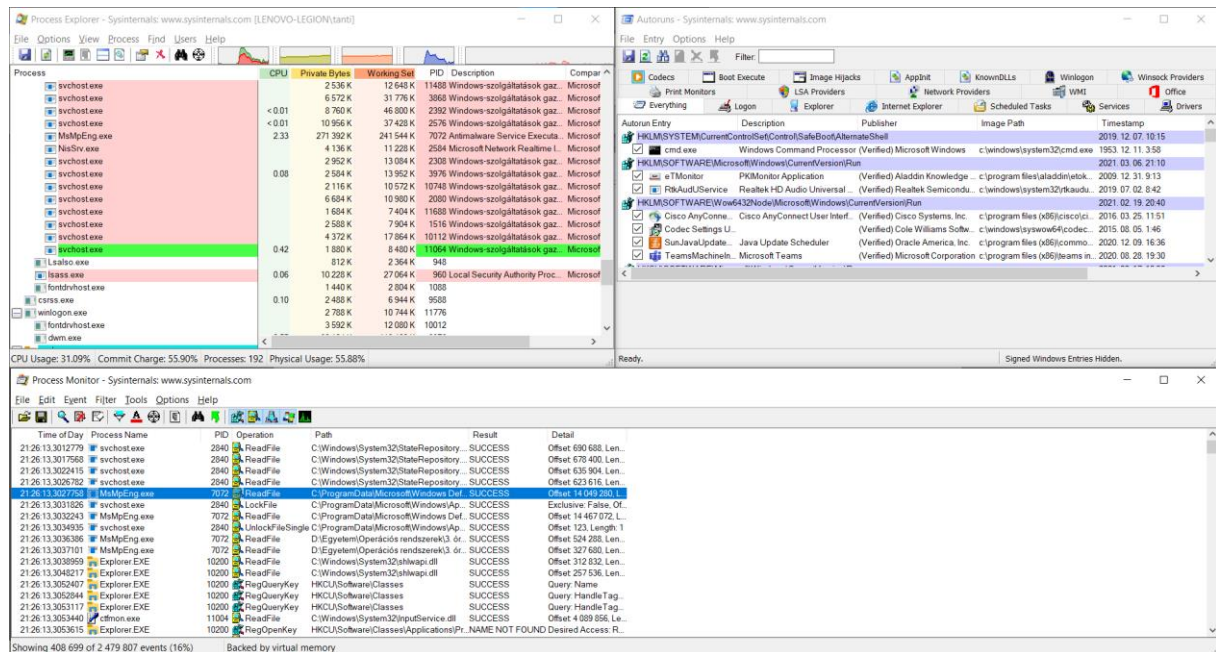 Process Explorer - Sysinternals: www.sysinternals.com [LENOVO-LEGION\tanti]
File Options View Process Find Users Help
Process CPU Private Bytes Working Set PID Description Compar
svchost.exe 2 536 K 12 648 K 11488 Windows-szolgáltatások gaz... Microsof
svchost.exe 6 572 K 31 776 K 3868 Windows-szolgáltatások gaz... Microsof
svchost.exe < 0.01 8 760 K 46 800 K 2392 Windows-szolgáltatások gaz... Microsof
svchost.exe < 0.01 10 956 K 37 428 K 2576 Windows-szolgáltatások gaz... Microsof
MsMpEng.exe 2.33 271 392 K 241 544 K 7072 Antimalware Service Executa... Microsof
NisSrv.exe 4 136 K 11 228 K 2584 Microsoft Network Realtime I... Microsof
svchost.exe 2 952 K 13 084 K 2308 Windows-szolgáltatások gaz... Microsof
svchost.exe 0.08 2 584 K 13 952 K 3976 Windows-szolgáltatások gaz... Microsof
svchost.exe 2 116 K 10 572 K 10748 Windows-szolgáltatások gaz... Microsof
svchost.exe 6 684 K 10 980 K 2080 Windows-szolgáltatások gaz... Microsof
svchost.exe 1 684 K 7 404 K 11688 Windows-szolgáltatások gaz... Microsof
svchost.exe 2 588 K 7 904 K 1516 Windows-szolgáltatások gaz... Microsof
svchost.exe 4 372 K 17 864 K 10112 Windows-szolgáltatások gaz... Microsof
svchost.exe 0.42 1 880 K 8 480 K 11064 Windows-szolgáltatások gaz... Microsof
LsaIso.exe 812 K 2 364 K 948
lsass.exe 0.06 10 228 K 27 064 K 960 Local Security Authority Proc... Microsof
fontdrvhost.exe 1 440 K 2 804 K 1088
csrss.exe 0.10 2 488 K 6 944 K 9588
winlogon.exe 2 788 K 10 744 K 11776
fontdrvhost.exe 3 592 K 12 080 K 10012
dwm.exe
CPU Usage: 31.09% Commit Charge: 55.90% Processes: 192 Physical Usage: 55.88%
Autoruns - Sysinternals: www.sysinternals.com
File Entry Options Help
Filter:
Codecs Boot Execute Image Hijacks AppInit KnownDLLs Winlogon Winsock Providers
Print Monitors LSA Providers Network Providers WMI Office
Everything Logon Explorer Internet Explorer Scheduled Tasks Services Drivers
Autorun Entry Description Publisher Image Path Timestamp
HKLM\SYSTEM\CurrentControlSet\Control\SafeBoot\AlternateShell 2019. 12. 07. 10:15
cmd.exe Windows Command Processor (Verified) Microsoft Windows c:\windows\system32\cmd.exe 1953. 12. 11. 3:58
HKLM\SOFTWARE\Microsoft\Windows\CurrentVersion\Run 2021. 03. 06. 21:10
eTMonitor PKIMonitor Application (Verified) Aladdin Knowledge ... c:\program files\aladdin\etok... 2009. 12. 31. 9:13
RtkAudUService Realtek HD Audio Universal ... (Verified) Realtek Semicondu... c:\windows\system32\rtkaudu... 2019. 07. 02. 8:42
HKLM\SOFTWARE\Wow6432Node\Microsoft\Windows\CurrentVersion\Run 2021. 02. 19. 20:40
Cisco AnyConne... Cisco AnyConnect User Interf... (Verified) Cisco Systems, Inc. c:\program files (x86)\cisco\ci... 2016. 03. 25. 11:51
Codec Settings U... (Verified) Cole Williams Softw... c:\windows\syswow64\codec... 2015. 08. 05. 1:46
SunJavaUpdate... Java Update Scheduler (Verified) Oracle America, Inc. c:\program files (x86)\commo... 2020. 12. 09. 16:36
TeamsMachineIn... Microsoft Teams (Verified) Microsoft Corporation c:\program files (x86)\teams in... 2020. 08. 28. 19:30
Ready. Signed Windows Entries Hidden.
Process Monitor - Sysinternals: www.sysinternals.com
File Edit Event Filter Tools Options Help
Time of Day Process Name PID Operation Path Result Detail
21:26:13,3012779 svchost.exe 2840 ReadFile C:\Windows\System32\StateRepository... SUCCESS Offset: 690 688, Len...
21:26:13,3017568 svchost.exe 2840 ReadFile C:\Windows\System32\StateRepository... SUCCESS Offset: 678 400, Len...
21:26:13,3022415 svchost.exe 2840 ReadFile C:\Windows\System32\StateRepository... SUCCESS Offset: 635 904, Len...
21:26:13,3026782 svchost.exe 2840 ReadFile C:\Windows\System32\StateRepository... SUCCESS Offset: 623 616, Len...
21:26:13,3027758 MsMpEng.exe 7072 ReadFile C:\ProgramData\Microsoft\Windows Def... SUCCESS Offset: 14 049 280, L...
21:26:13,3031826 svchost.exe 2840 LockFile C:\ProgramData\Microsoft\Windows\Ap... SUCCESS Exclusive: False, Of...
21:26:13,3032243 MsMpEng.exe 7072 ReadFile C:\ProgramData\Microsoft\Windows Def... SUCCESS Offset: 14 467 072, L...
21:26:13,3034935 svchost.exe 2840 UnlockFileSingle C:\ProgramData\Microsoft\Windows\Ap... SUCCESS Offset: 123, Length: 1
21:26:13,3036386 MsMpEng.exe 7072 ReadFile D:\Egyetem\Operációs rendszerek\3. ór... SUCCESS Offset: 524 288, Len...
21:26:13,3037101 MsMpEng.exe 7072 ReadFile D:\Egyetem\Operációs rendszerek\3. ór... SUCCESS Offset: 327 680, Len...
21:26:13,3038959 Explorer.EXE 10200 ReadFile C:\Windows\System32\shlwapi.dll SUCCESS Offset: 312 832, Len...
21:26:13,3048217 Explorer.EXE 10200 ReadFile C:\Windows\System32\shlwapi.dll SUCCESS Offset: 257 536, Len...
21:26:13,3052407 Explorer.EXE 10200 RegQueryKey HKCU\Software\Classes SUCCESS Query: Name
21:26:13,3052844 Explorer.EXE 10200 RegQueryKey HKCU\Software\Classes SUCCESS Query: HandleTag...
21:26:13,3053117 Explorer.EXE 10200 RegQueryKey HKCU\Software\Classes SUCCESS Query: HandleTag...
21:26:13,3053440 ctfmon.exe 11004 ReadFile C:\Windows\System32\InputService.dll SUCCESS Offset: 4 089 856, Le...
21:26:13,3053615 Explorer.EXE 10200 RegOpenKey HKCU\Software\Classes\Applications\Pr... NAME NOT FOUND Desired Access: R...
Showing 408 699 of 2 479 807 events (16%) Backed by virtual memory